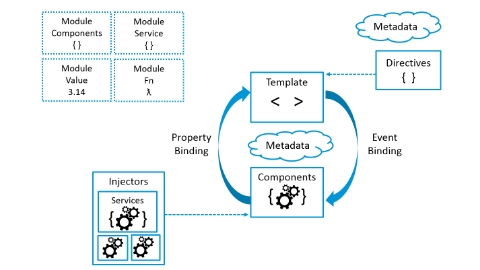 Module
Components
{ }
Module
Service
{ }
Module
Value
3.14
Module
Fn
λ
Metadata
Directives
{ }
Template
< >
Property
Binding
Metadata
Event
Binding
Components
{ }
Injectors
Services
{ }